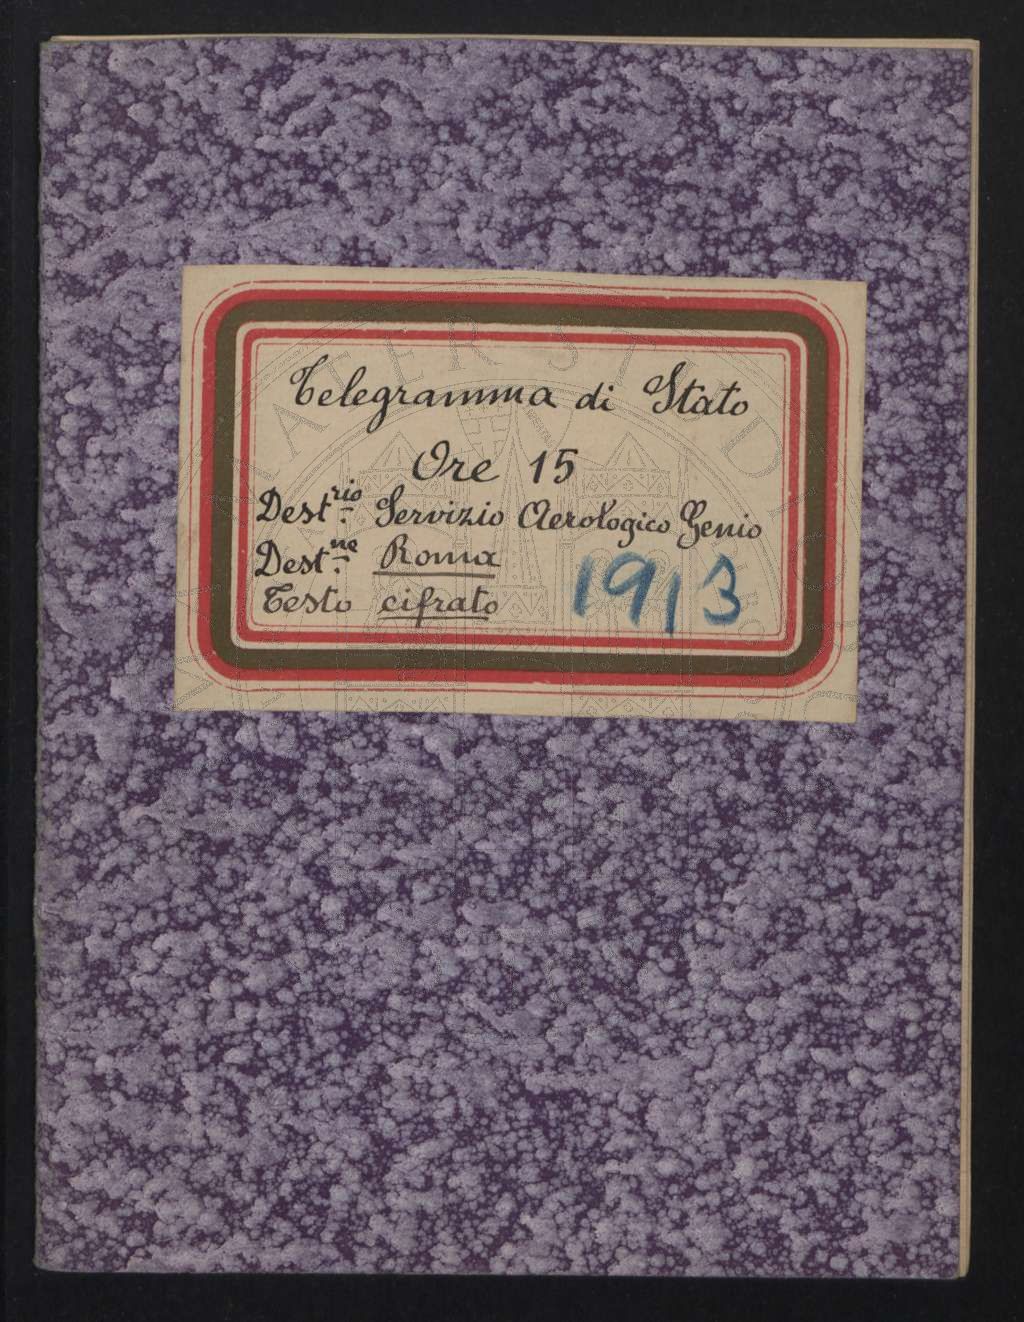 Telegramma di Stato
Ore 15
Dest.rio Servizio Aerologico Genio
Dest.ne Roma
Testo cifrato
1913